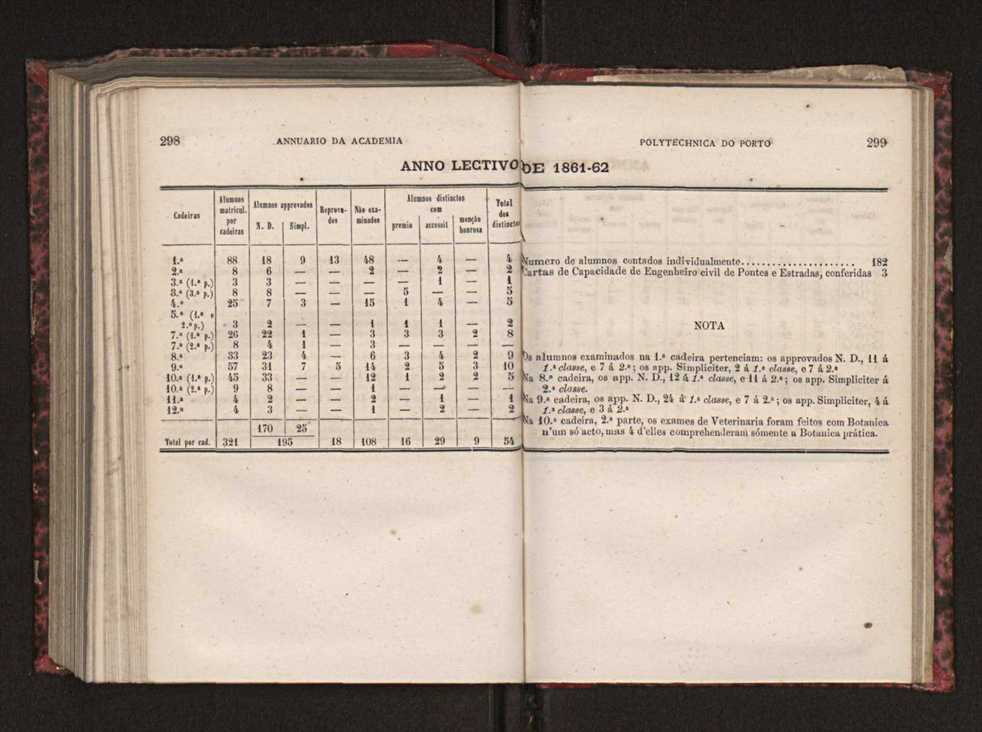 298 ANNUARIO DA ACADEMIA
ANNO LECTIVO DE 1861-62
Cadeiras | Alumnos matricul. por cadeiras | Alumnos approvados N. D. | Simpl. | Reprovados | Não examinados | Alumnos distinctos com premio | accessit | menção honrosa | Total dos distinctos
1.ª 88 18 9 13 48 — 4 — 4
2.ª 8 6 — — 2 — 2 — 2
3.ª (1.ª p.) 3 3 — — — — 1 — 1
3.ª (3.ª p.) 8 8 — — — 5 — — 5
4.ª 25 7 3 — 15 1 4 — 5
5.ª (1.ª e
2.ª p.) 3 2 — — 1 1 1 — 2
7.ª (1.ª p.) 26 22 1 — 3 3 3 2 8
7.ª (2.ª p.) 8 4 1 — 3 — — — —
8.ª 33 23 4 — 6 3 4 2 9
9.ª 57 31 7 5 14 2 5 3 10
10.ª (1.ª p.) 45 33 — — 12 1 2 2 5
10.ª (2.ª p.) 9 8 — — 1 — — — —
11.ª 4 2 — — 2 — 1 — 1
12.ª 4 3 — — 1 — 2 — 2
170 25
Total por cad. 321 195 18 108 16 29 9 54
POLYTECHNICA DO PORTO 299
Numero de alumnos contados individualmente.................... 182
Cartas de Capacidade de Engenheiro civil de Pontes e Estradas, conferidas 3
NOTA
Os alumnos examinados na 1.ª cadeira pertenciam: os approvados N. D., 11 á
1.ª classe, e 7 á 2.ª; os app. Simpliciter, 2 á 1.ª classe, e 7 á 2.ª
Na 8.ª cadeira, os app. N. D., 12 á 1.ª classe, e 11 á 2.ª; os app. Simpliciter á
2.ª classe.
Na 9.ª cadeira, os app. N. D., 24 á 1.ª classe, e 7 á 2.ª; os app. Simpliciter, 4 á
1.ª classe, e 3 á 2.ª
Na 10.ª cadeira, 2.ª parte, os exames de Veterinaria foram feitos com Botanica
n'um só acto, mas 4 d'elles comprehenderam sómente a Botanica prática.